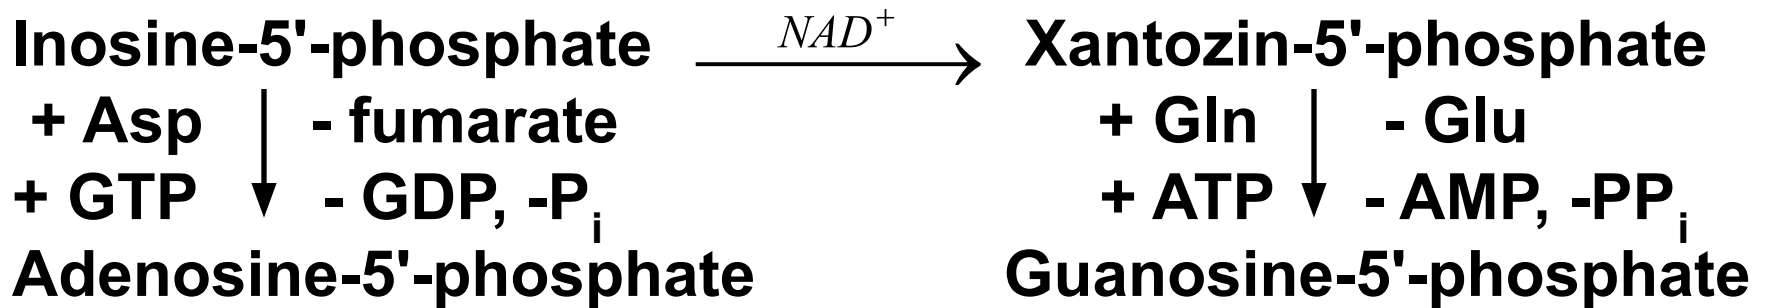 Inosine-5'-phosphate NAD+ Xantozin-5'-phosphate
+ Asp - fumarate + Gln - Glu
+ GTP - GDP, -Pi + ATP - AMP, -PPi
Adenosine-5'-phosphate Guanosine-5'-phosphate